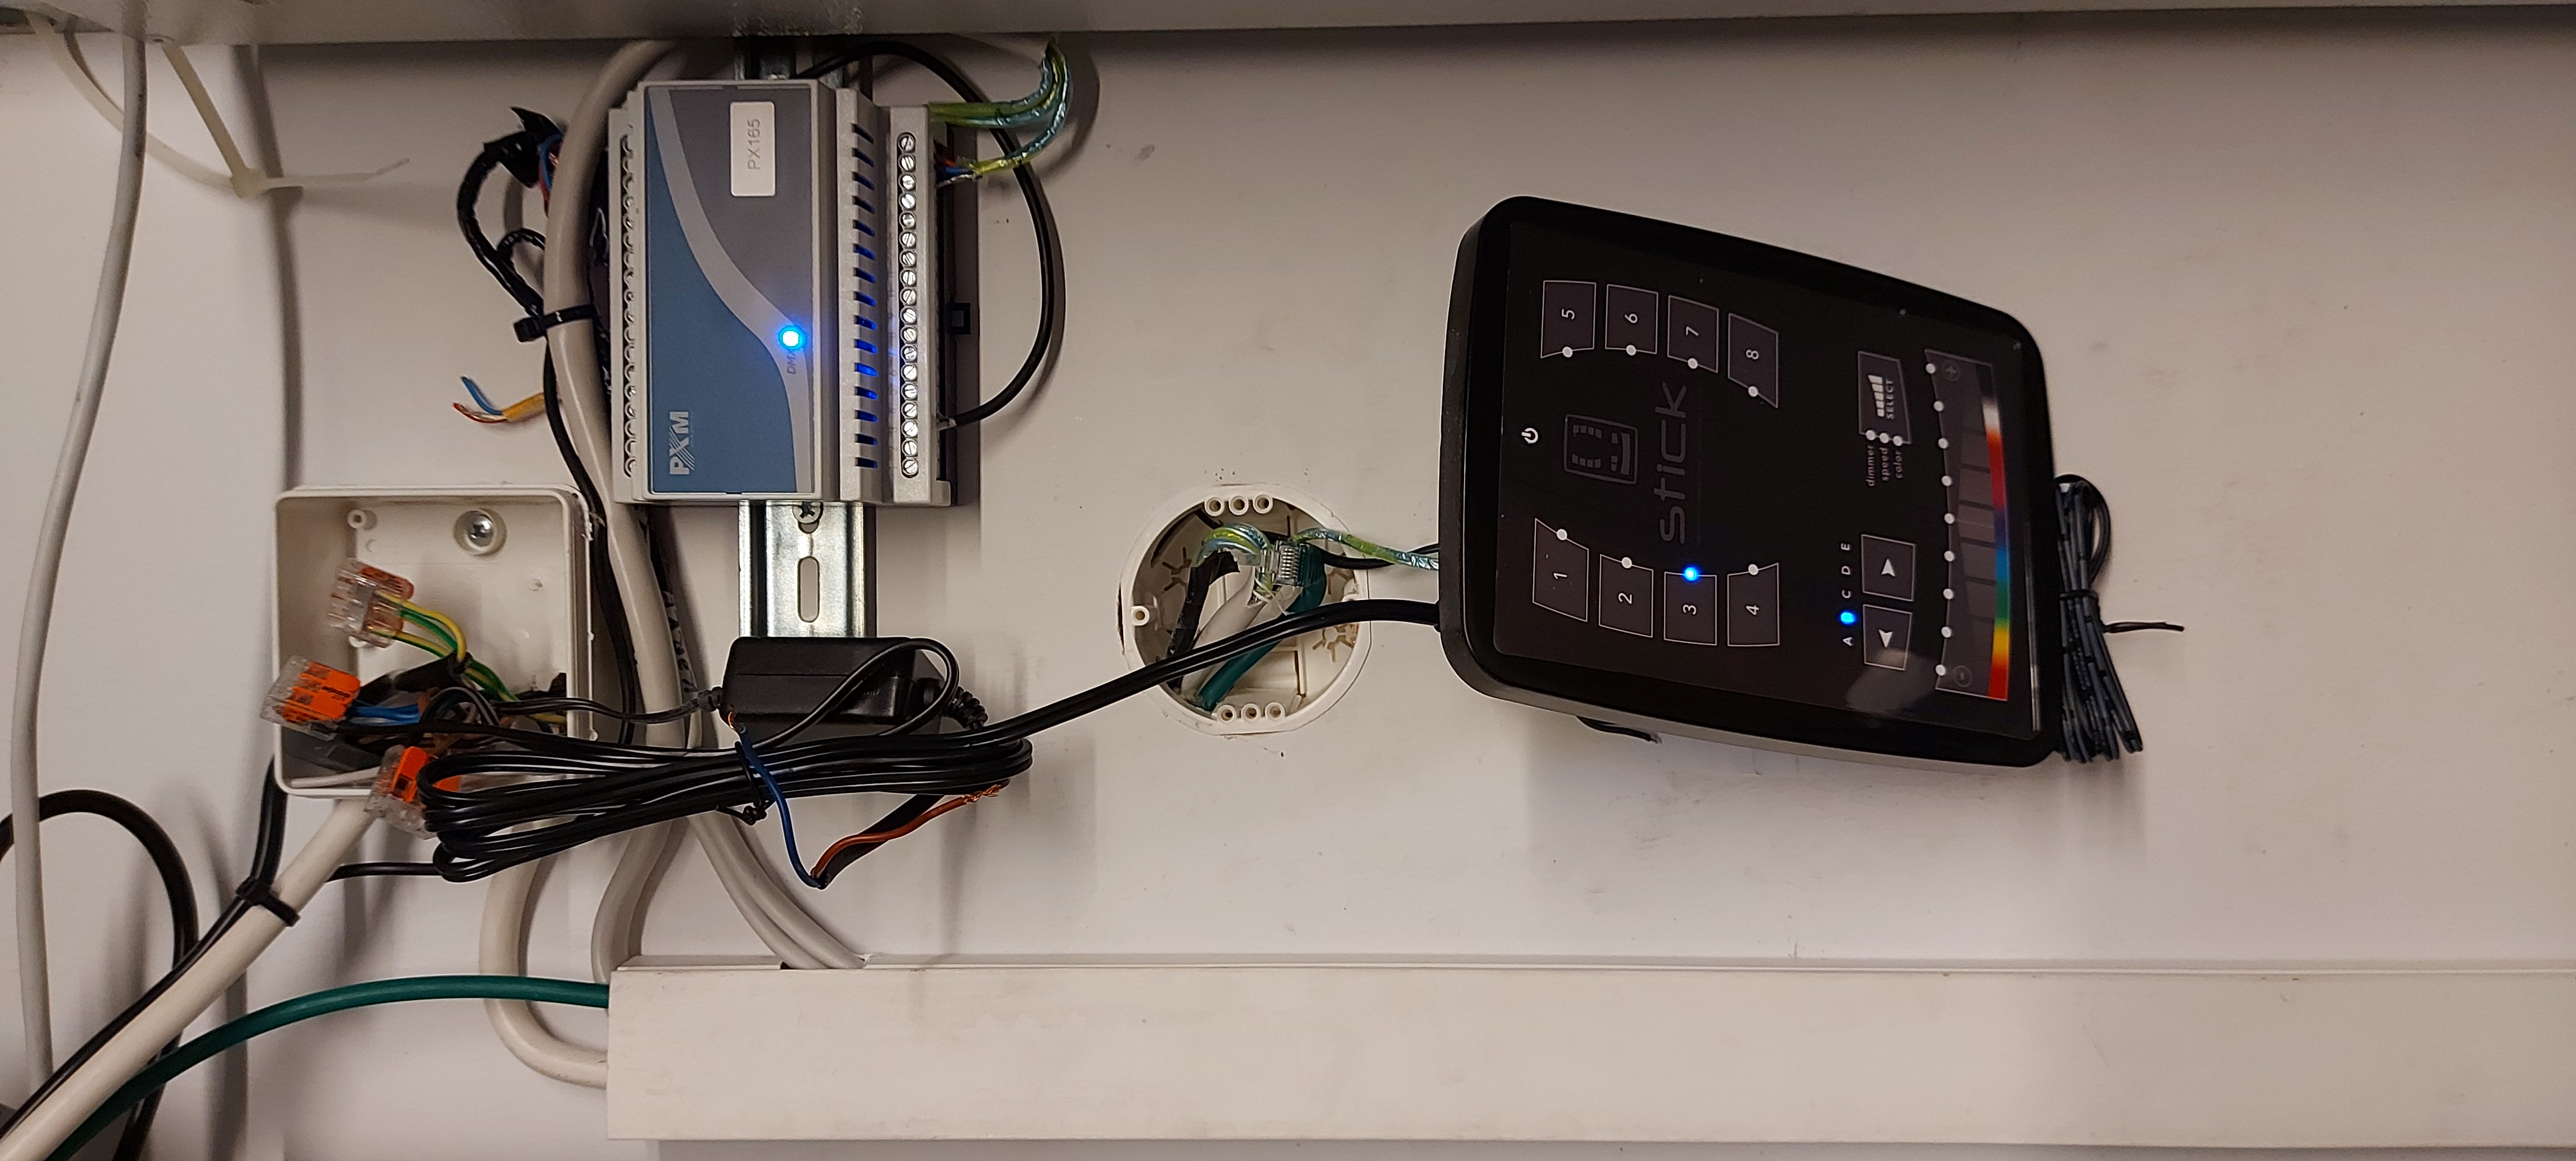 PXM
PX165
DMX
1
5
2
6
stick
3
7
4
8
A C D E
dimmer
speed
color
SELECT
- +